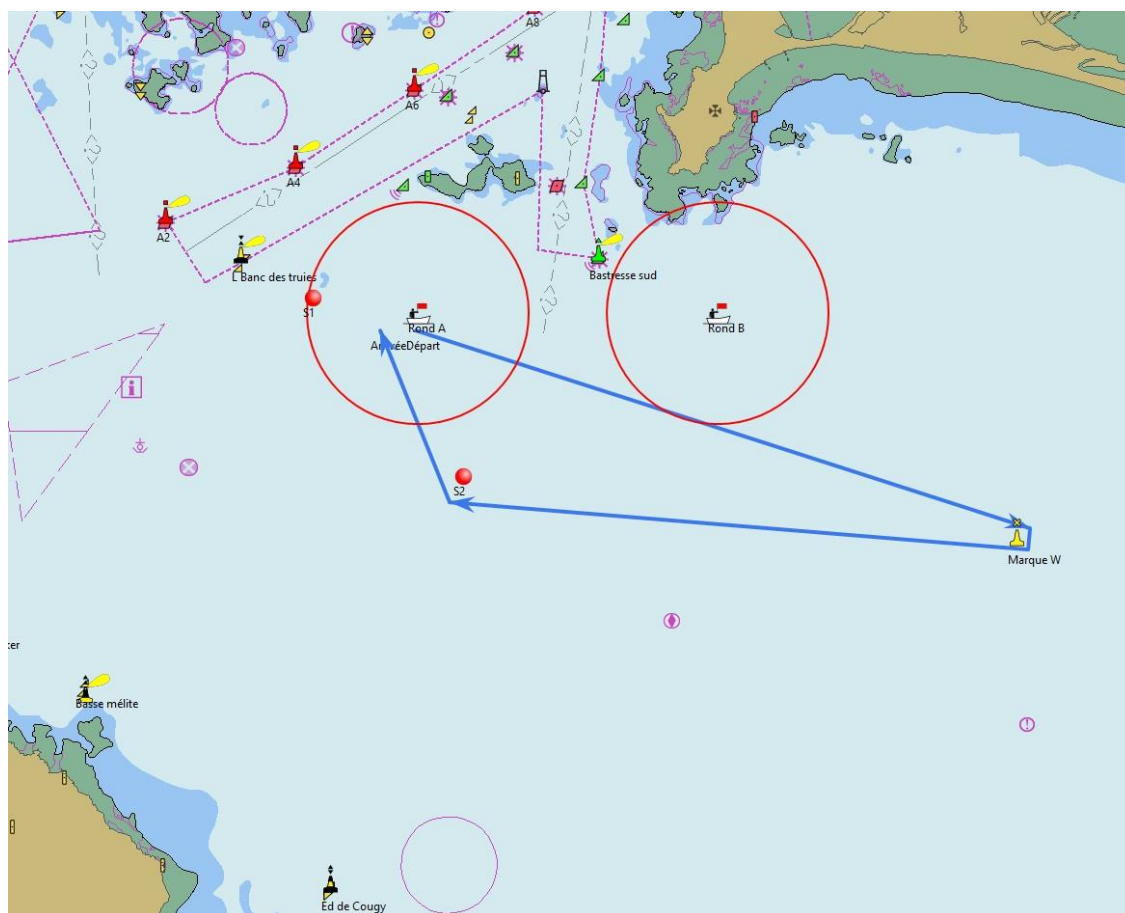 A8
A6
A4
A2
L Banc des truies
Bastresse sud
S1
Rond A
Rond B
ArrivéeDépart
i
S2
Marque W
cer
Basse mélite
Ed de Cougy